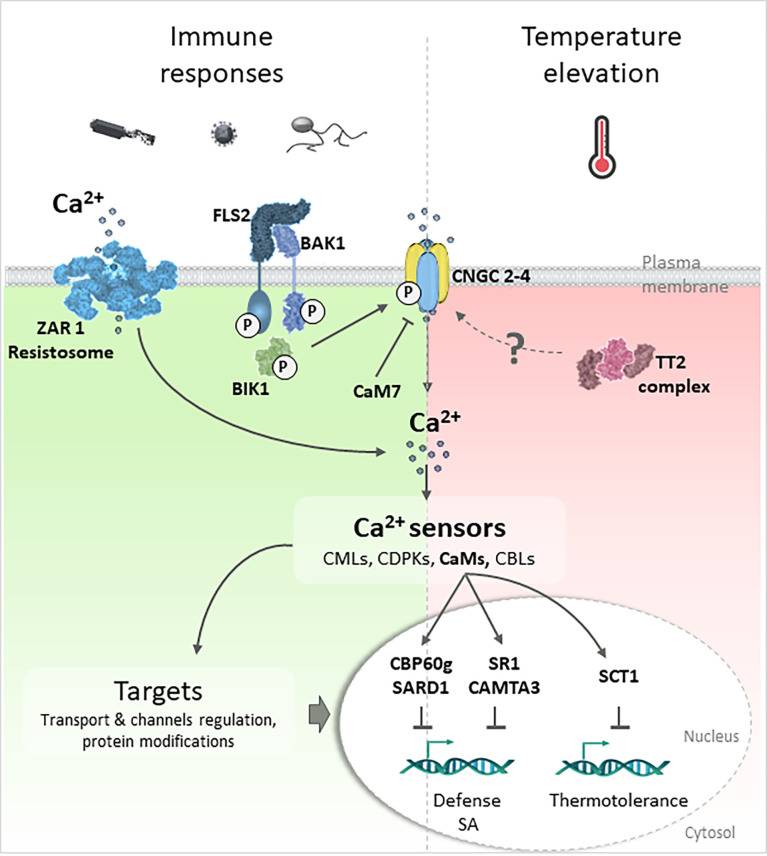 Immune
responses
Temperature
elevation
Ca2+
FLS2
BAK1
CNGC 2-4
Plasma
membrane
P
P
P
ZAR 1
Resistosome
P
BIK1
CaM7
?
TT2
complex
Ca2+
Ca2+ sensors
CMLs, CDPKs, CaMs, CBLs
Targets
Transport & channels regulation,
protein modifications
CBP60g
SARD1
SR1
CAMTA3
SCT1
Nucleus
Defense
SA
Thermotolerance
Cytosol